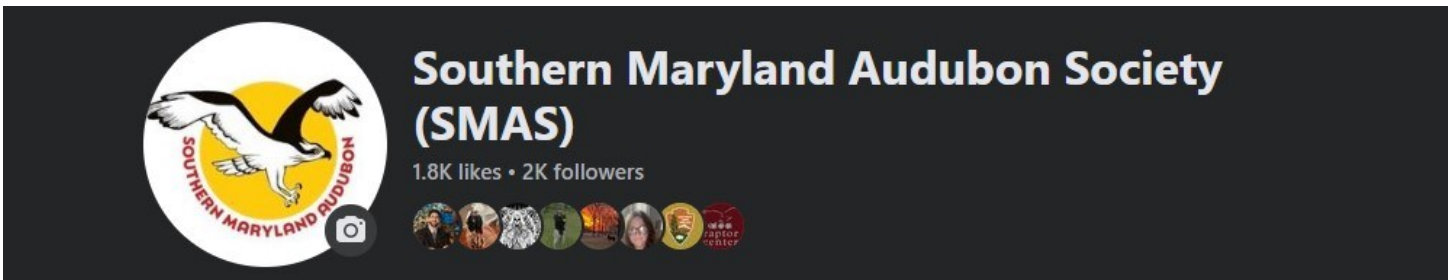 Southern Maryland Audubon Society
(SMAS)
1.8K likes • 2K followers
SOUTHERN MARYLAND AUDUBON
raptor
center